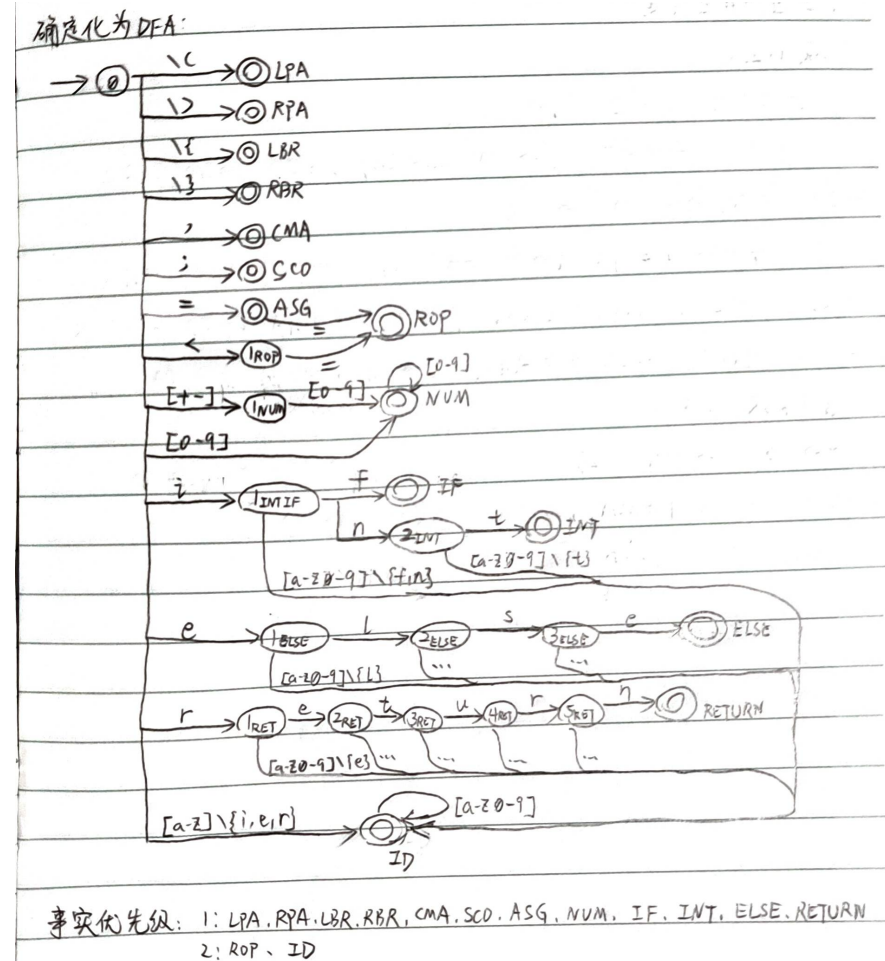 确定化为DFA:
0 \( LPA
\) RPA
\{ LBR
\} RBR
, CMA
; SCO
= ASG = ROP
< 1ROP =
[+-] 1NUM [0-9] [0-9] NUM
[0-9]
i 1INTIF f IF
n 2INT t INT
[a-z0-9]\{f,n} [a-z0-9]\{t}
e 1ELSE l 2ELSE s 3ELSE e ELSE
[a-z0-9]\{l} ... ...
r 1RET e 2RET t 3RET u 4RET r 5RET n RETURN
[a-z0-9]\{e} ... ... ... ...
[a-z]\{i,e,r} [a-z0-9]
ID
事实优先级: 1: LPA、RPA、LBR、RBR、CMA、SCO、ASG、NUM、IF、INT、ELSE、RETURN
2: ROP、ID